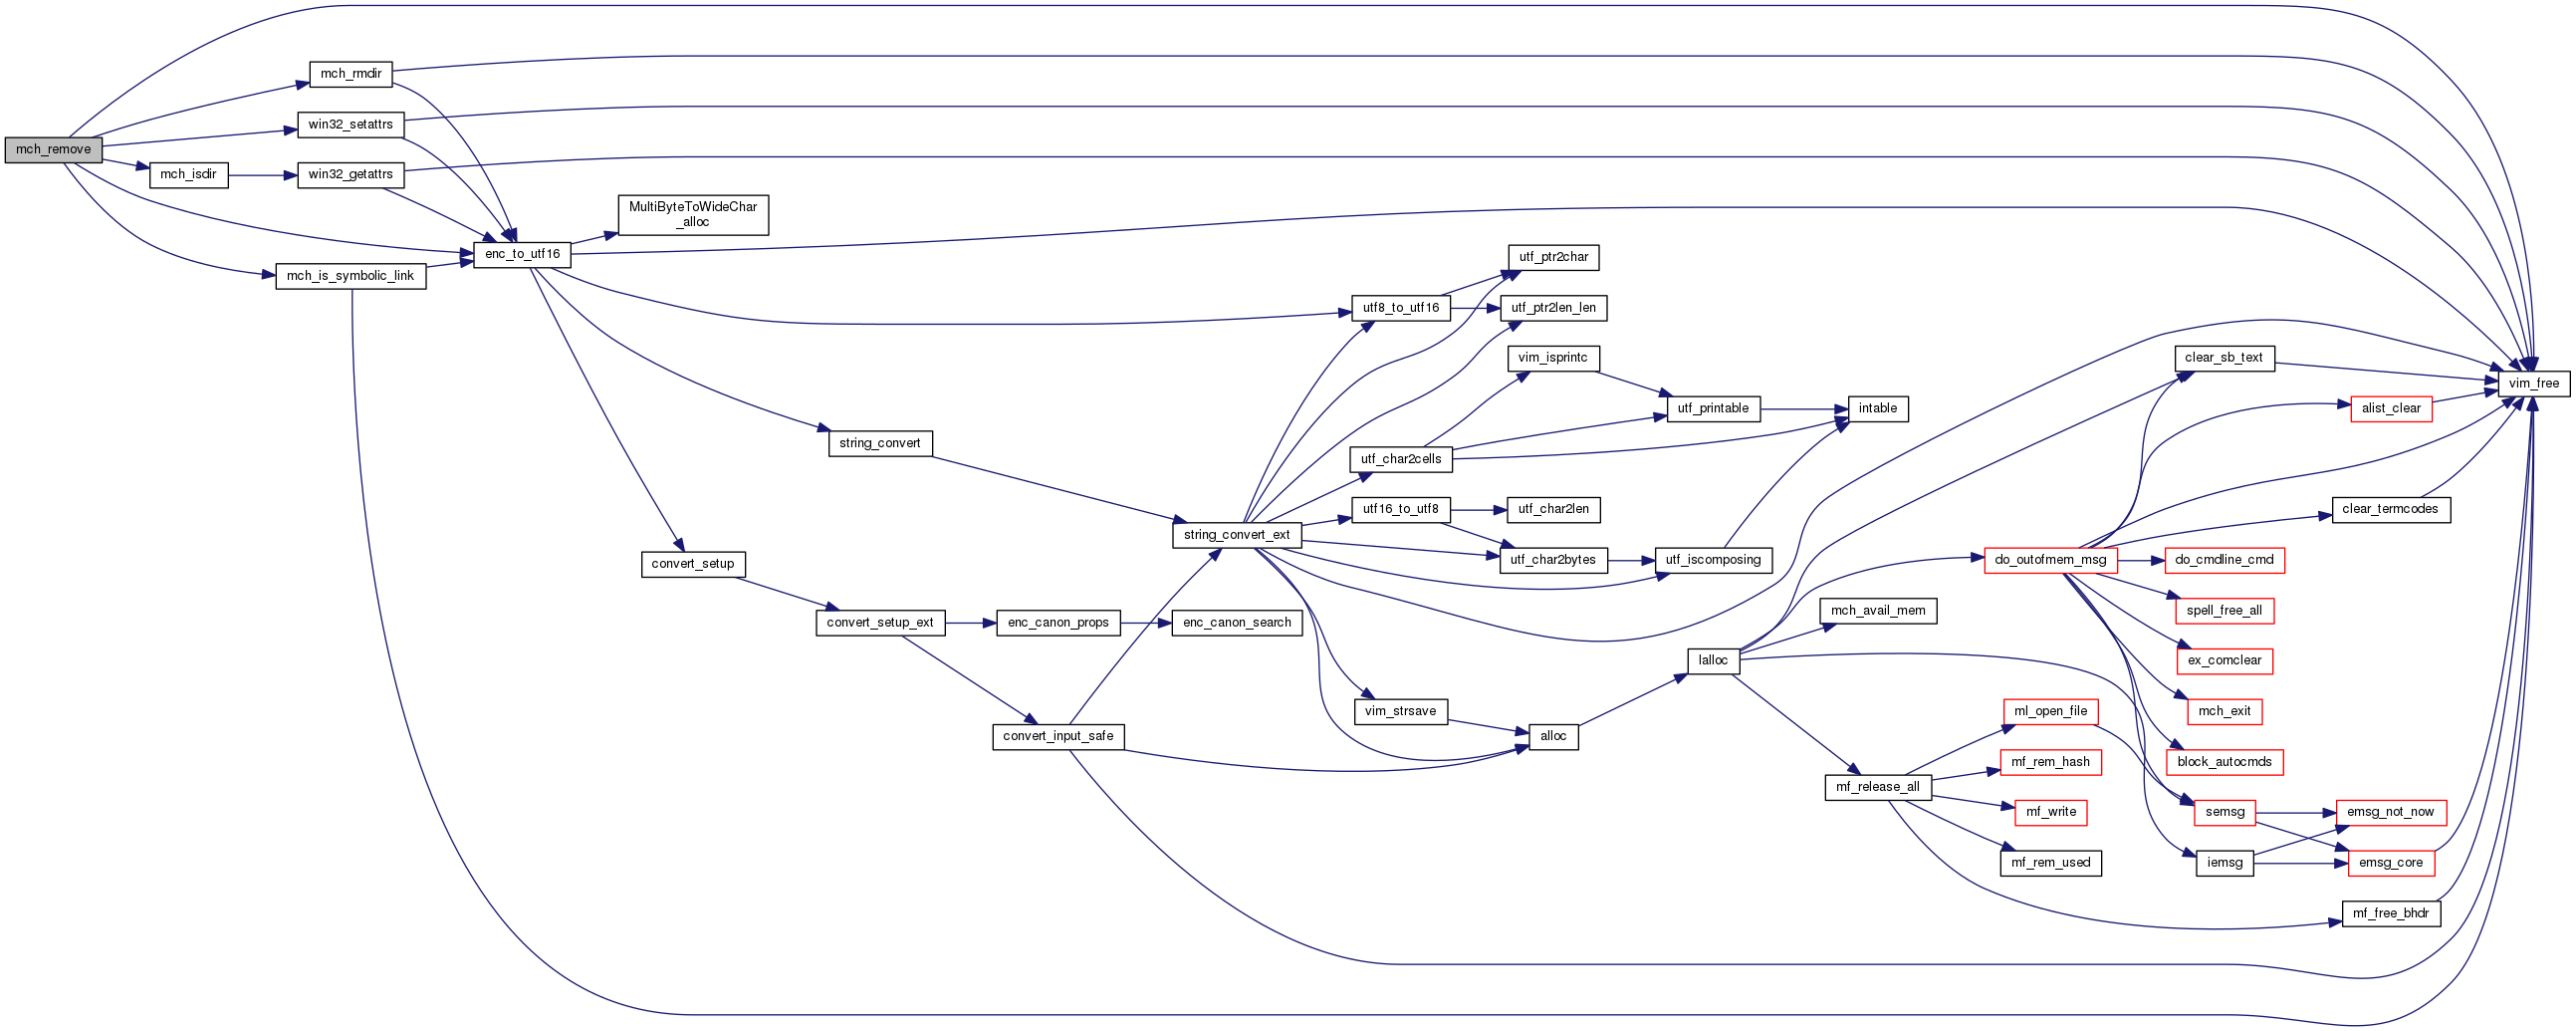 mch_remove
mch_rmdir
win32_setattrs
mch_isdir
win32_getattrs
mch_is_symbolic_link
enc_to_utf16
MultiByteToWideChar
_alloc
string_convert
convert_setup
convert_setup_ext
enc_canon_props
enc_canon_search
convert_input_safe
string_convert_ext
utf_ptr2char
utf8_to_utf16
utf_ptr2len_len
vim_isprintc
utf_printable
intable
utf_char2cells
utf16_to_utf8
utf_char2len
utf_char2bytes
utf_iscomposing
vim_strsave
alloc
lalloc
mch_avail_mem
mf_release_all
clear_sb_text
vim_free
alist_clear
clear_termcodes
do_outofmem_msg
do_cmdline_cmd
spell_free_all
ex_comclear
mch_exit
block_autocmds
ml_open_file
mf_rem_hash
mf_write
mf_rem_used
semsg
iemsg
emsg_not_now
emsg_core
mf_free_bhdr